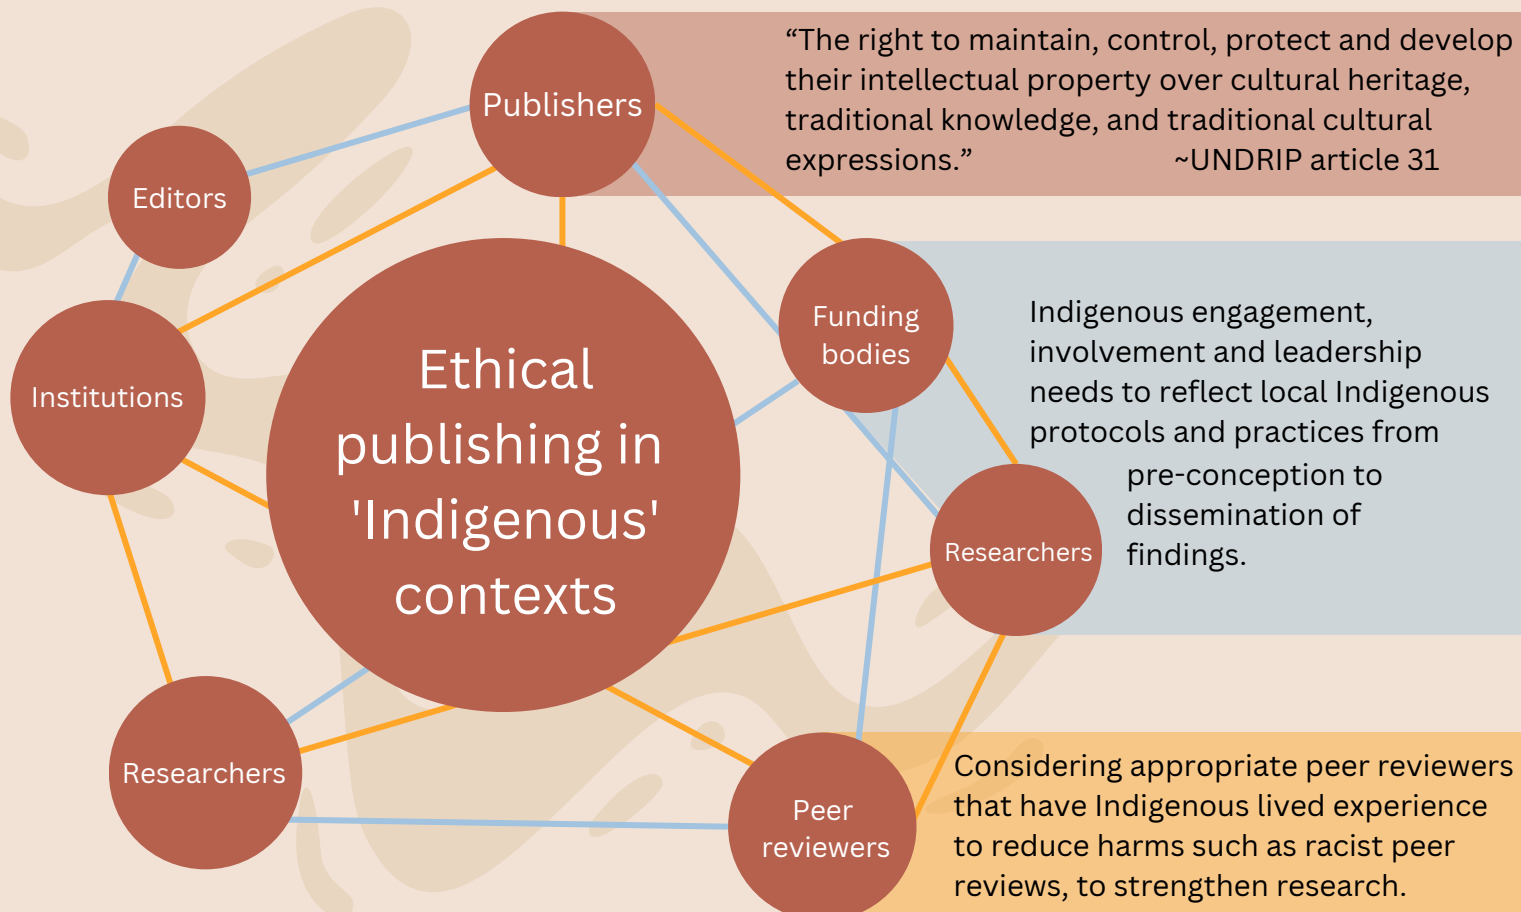 Publishers
“The right to maintain, control, protect and develop
their intellectual property over cultural heritage,
traditional knowledge, and traditional cultural
expressions.” ~UNDRIP article 31
Editors
Institutions
Ethical
publishing in
'Indigenous'
contexts
Funding
bodies
Indigenous engagement,
involvement and leadership
needs to reflect local Indigenous
protocols and practices from
pre-conception to
dissemination of
findings.
Researchers
Researchers
Peer
reviewers
Considering appropriate peer reviewers
that have Indigenous lived experience
to reduce harms such as racist peer
reviews, to strengthen research.